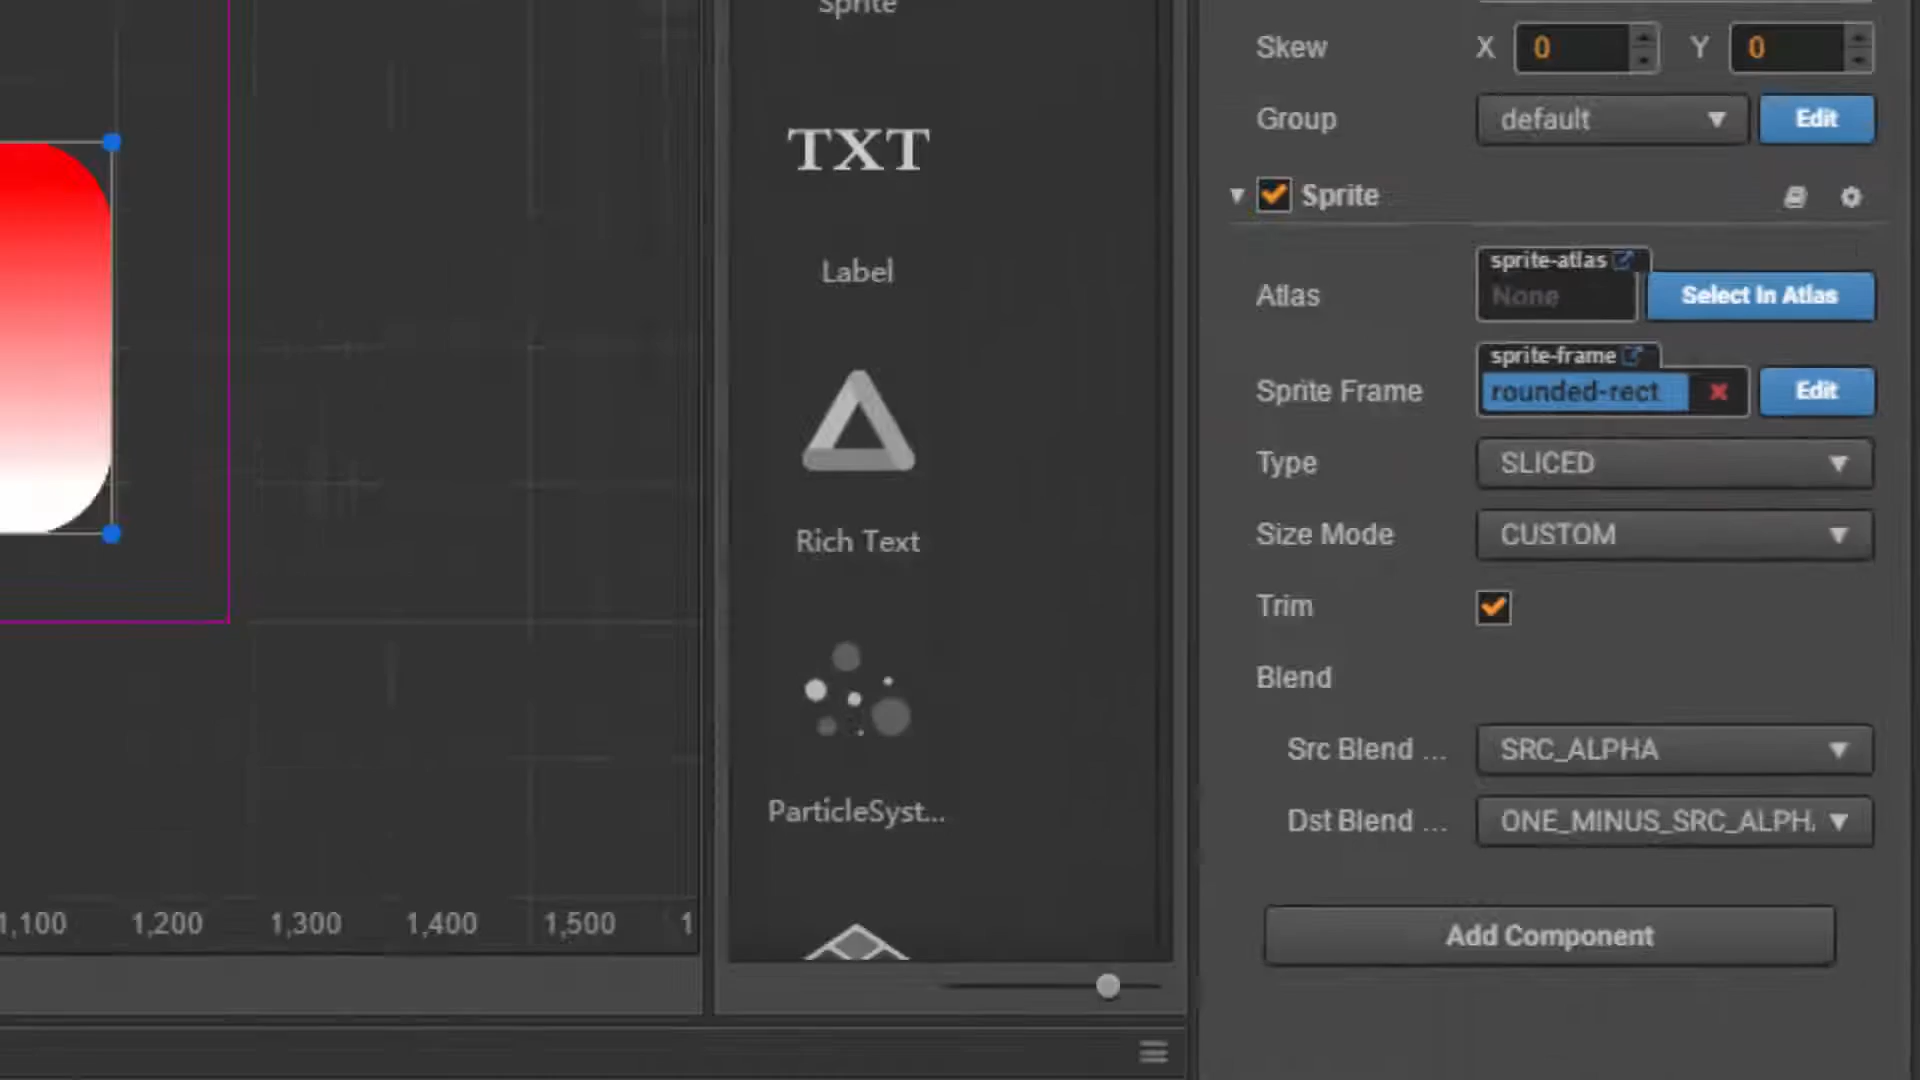 Sprite
TXT
Label
Rich Text
ParticleSyst...
1,100
1,200
1,300
1,400
1,500
1
Skew X 0 Y 0
Group default Edit
Sprite
sprite-atlas
Atlas None Select In Atlas
sprite-frame
Sprite Frame rounded-rect Edit
Type SLICED
Size Mode CUSTOM
Trim
Blend
Src Blend ... SRC_ALPHA
Dst Blend ... ONE_MINUS_SRC_ALPH
Add Component